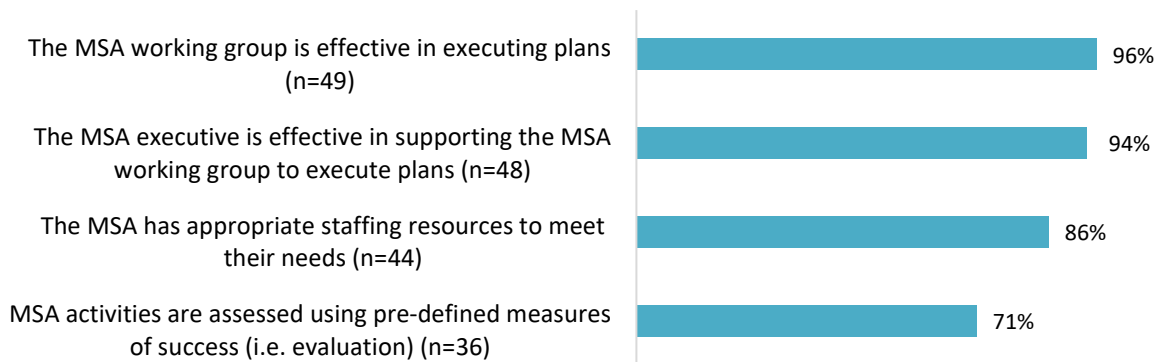 The MSA working group is effective in executing plans
(n=49)
96%
The MSA executive is effective in supporting the MSA
working group to execute plans (n=48)
94%
The MSA has appropriate staffing resources to meet
their needs (n=44)
86%
MSA activities are assessed using pre-defined measures
of success (i.e. evaluation) (n=36)
71%